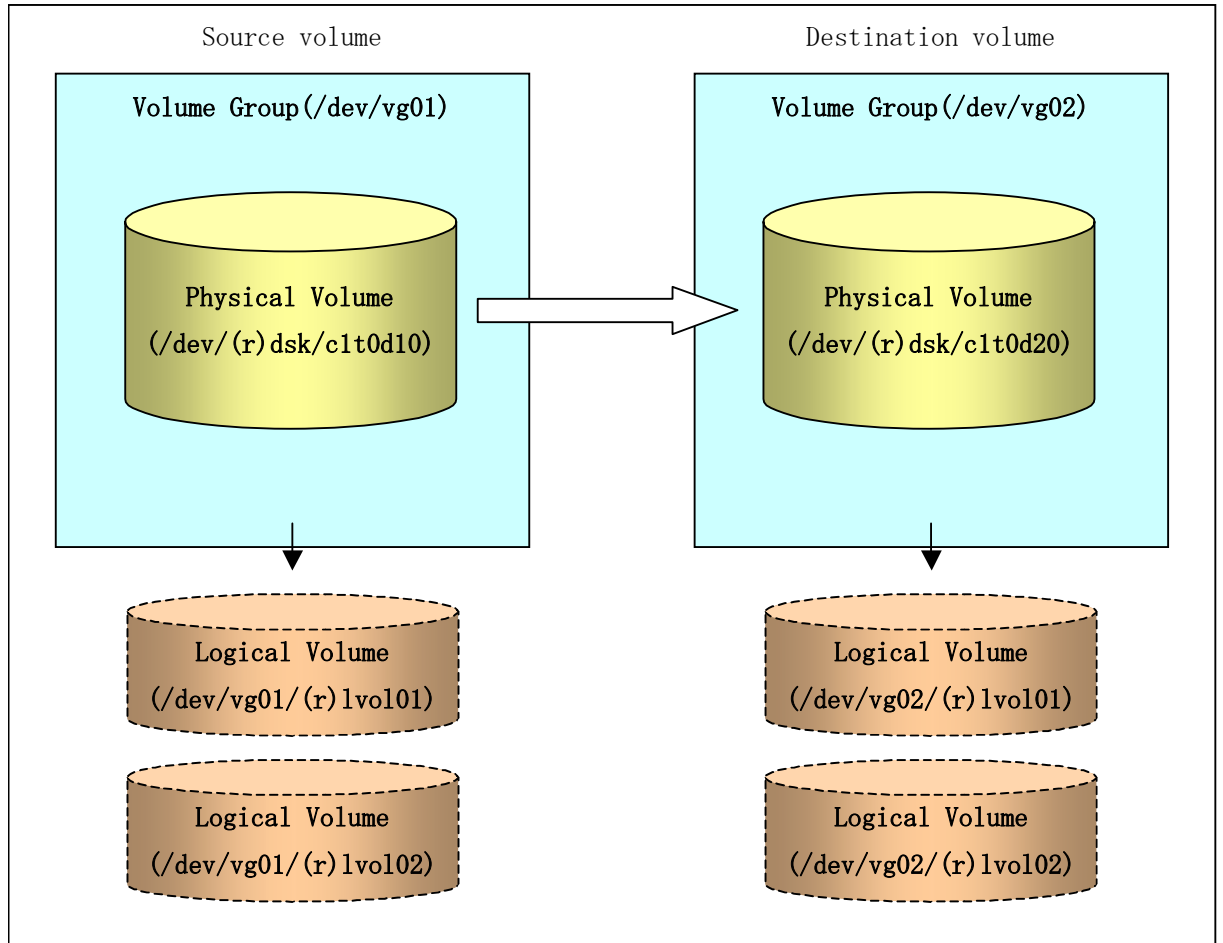 Source volume
Destination volume
Volume Group(/dev/vg01)
Volume Group(/dev/vg02)
Physical Volume
(/dev/(r)dsk/c1t0d10)
Physical Volume
(/dev/(r)dsk/c1t0d20)
Logical Volume
(/dev/vg01/(r)lvol01)
Logical Volume
(/dev/vg02/(r)lvol01)
Logical Volume
(/dev/vg01/(r)lvol02)
Logical Volume
(/dev/vg02/(r)lvol02)